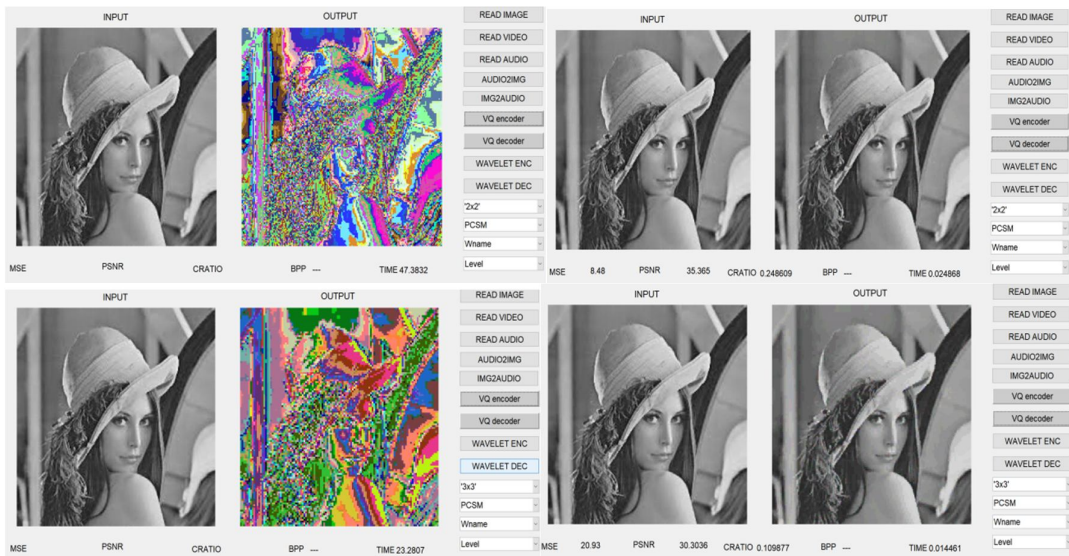 INPUT OUTPUT
READ IMAGE
READ VIDEO
READ AUDIO
AUDIO2IMG
IMG2AUDIO
VQ encoder
VQ decoder
WAVELET ENC
WAVELET DEC
'2x2'
PCSM
Wname
Level
MSE PSNR CRATIO BPP --- TIME 47.3832
INPUT OUTPUT
READ IMAGE
READ VIDEO
READ AUDIO
AUDIO2IMG
IMG2AUDIO
VQ encoder
VQ decoder
WAVELET ENC
WAVELET DEC
'2x2'
PCSM
Wname
Level
MSE 8.48 PSNR 35.365 CRATIO 0.248609 BPP --- TIME 0.024868
INPUT OUTPUT
READ IMAGE
READ VIDEO
READ AUDIO
AUDIO2IMG
IMG2AUDIO
VQ encoder
VQ decoder
WAVELET ENC
WAVELET DEC
'3x3'
PCSM
Wname
Level
MSE PSNR CRATIO BPP --- TIME 23.2807
INPUT OUTPUT
READ IMAGE
READ VIDEO
READ AUDIO
AUDIO2IMG
IMG2AUDIO
VQ encoder
VQ decoder
WAVELET ENC
WAVELET DEC
'3x3'
PCSM
Wname
Level
MSE 20.93 PSNR 30.3036 CRATIO 0.109877 BPP --- TIME 0.014461